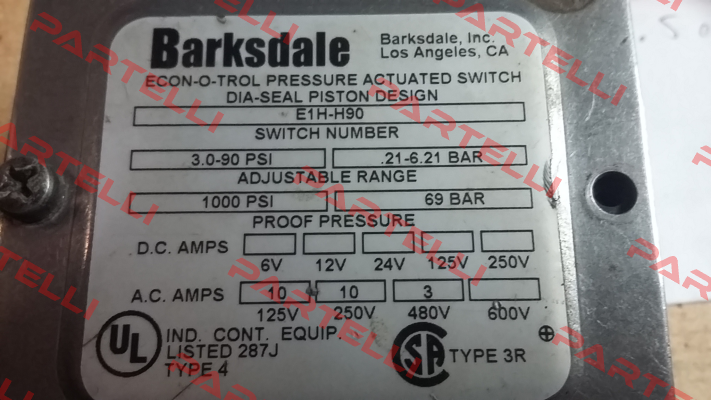 Barksdale
Barksdale, Inc.
Los Angeles, CA
ECON-O-TROL PRESSURE ACTUATED SWITCH
DIA-SEAL PISTON DESIGN
E1H-H90
SWITCH NUMBER
3.0-90 PSI .21-6.21 BAR
ADJUSTABLE RANGE
1000 PSI 69 BAR
PROOF PRESSURE
D.C. AMPS
6V 12V 24V 125V 250V
A.C. AMPS 10 10 3
125V 250V 480V 600V
UL IND. CONT. EQUIP.
LISTED 287J
TYPE 4
SA TYPE 3R
PARTELLI
PARTELLI
PARTELLI
PARTELLI
PARTELLI
PARTELLI